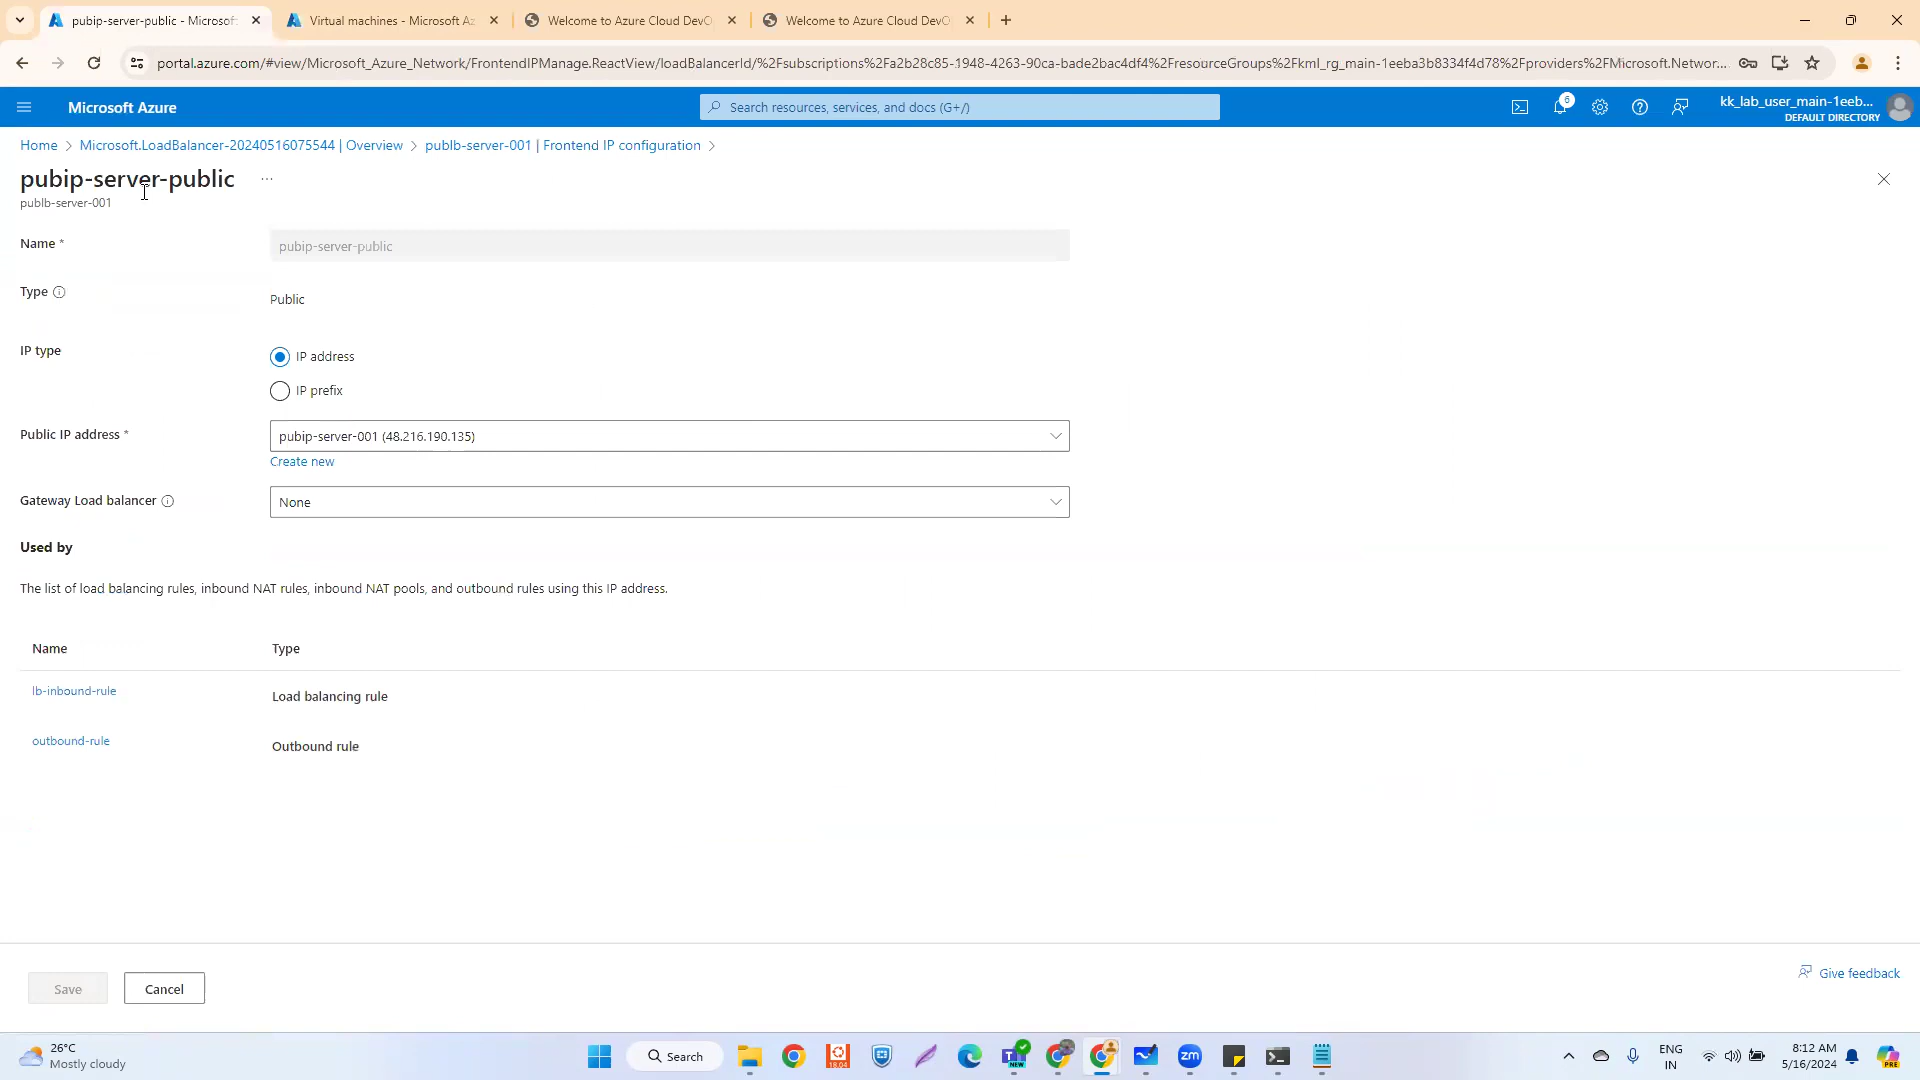 pubip-server-public - Microsof
Virtual machines - Microsoft Az
Welcome to Azure Cloud DevO
Welcome to Azure Cloud DevO
portal.azure.com/#view/Microsoft_Azure_Network/FrontendIPManage.ReactView/loadBalancerId/%2Fsubscriptions%2Fa2b28c85-1948-4263-90ca-bade2bac4df4%2FresourceGroups%2Fkml_rg_main-1eeba3b8334f4d78%2Fproviders%2FMicrosoft.Networ...
Microsoft Azure
Search resources, services, and docs (G+/)
6
kk_lab_user_main-1eeb...
DEFAULT DIRECTORY
Home > Microsoft.LoadBalancer-20240516075544 | Overview > publb-server-001 | Frontend IP configuration >
pubip-server-public ...
publb-server-001
Name *
pubip-server-public
Type
Public
IP type
IP address
IP prefix
Public IP address *
pubip-server-001 (48.216.190.135)
Create new
Gateway Load balancer
None
Used by
The list of load balancing rules, inbound NAT rules, inbound NAT pools, and outbound rules using this IP address.
Name Type
lb-inbound-rule Load balancing rule
outbound-rule Outbound rule
Save Cancel
Give feedback
26°C
Mostly cloudy
Search
18.04
NEW
zm
ENG
IN
8:12 AM
5/16/2024
PRE